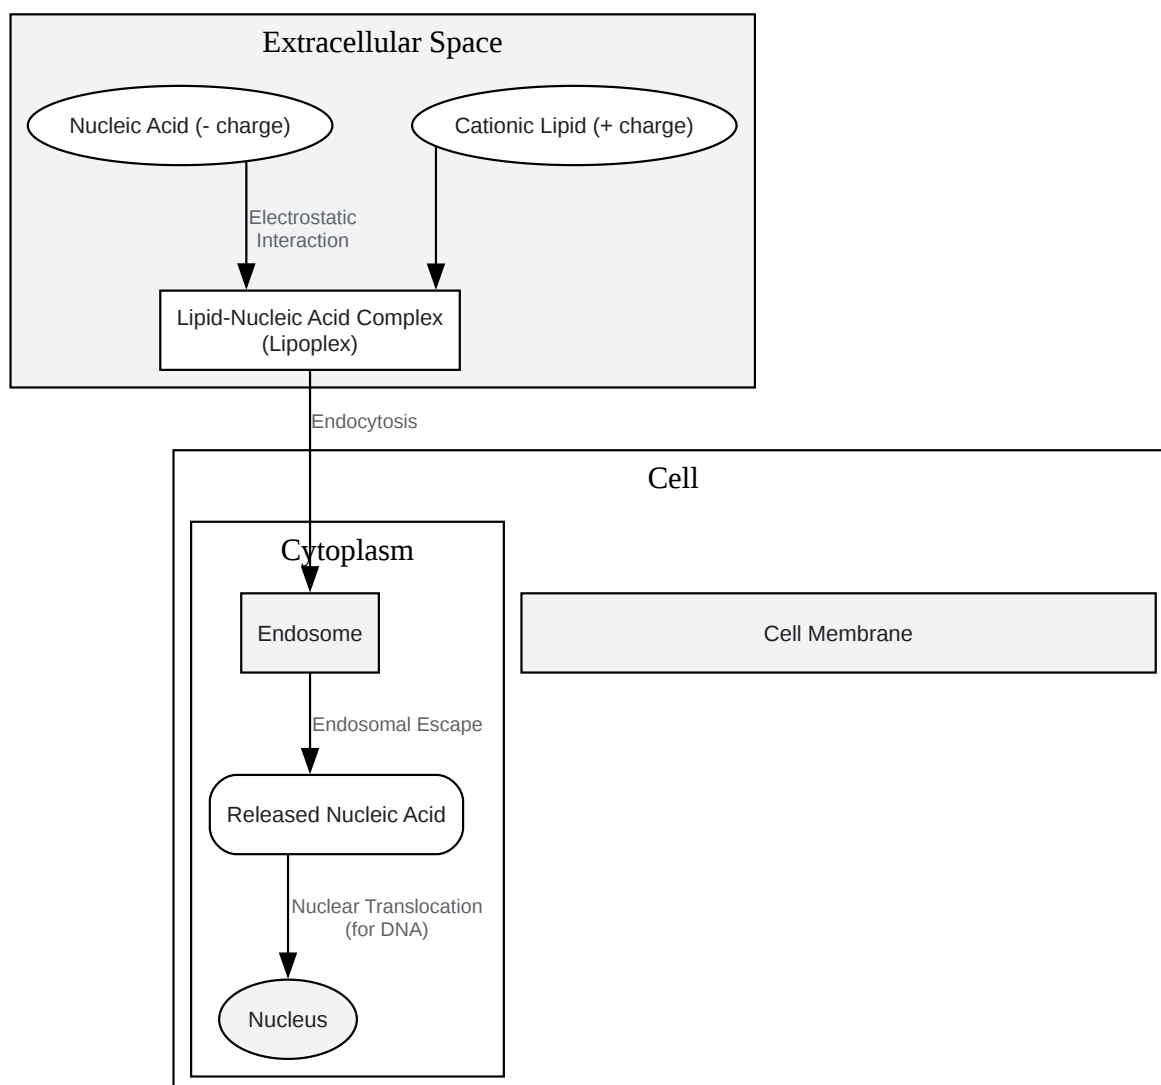 Extracellular Space
Nucleic Acid (- charge)
Cationic Lipid (+ charge)
Electrostatic
Interaction
Lipid-Nucleic Acid Complex
(Lipoplex)
Endocytosis
Cell
Cytoplasm
Endosome
Cell Membrane
Endosomal Escape
Released Nucleic Acid
Nuclear Translocation
(for DNA)
Nucleus